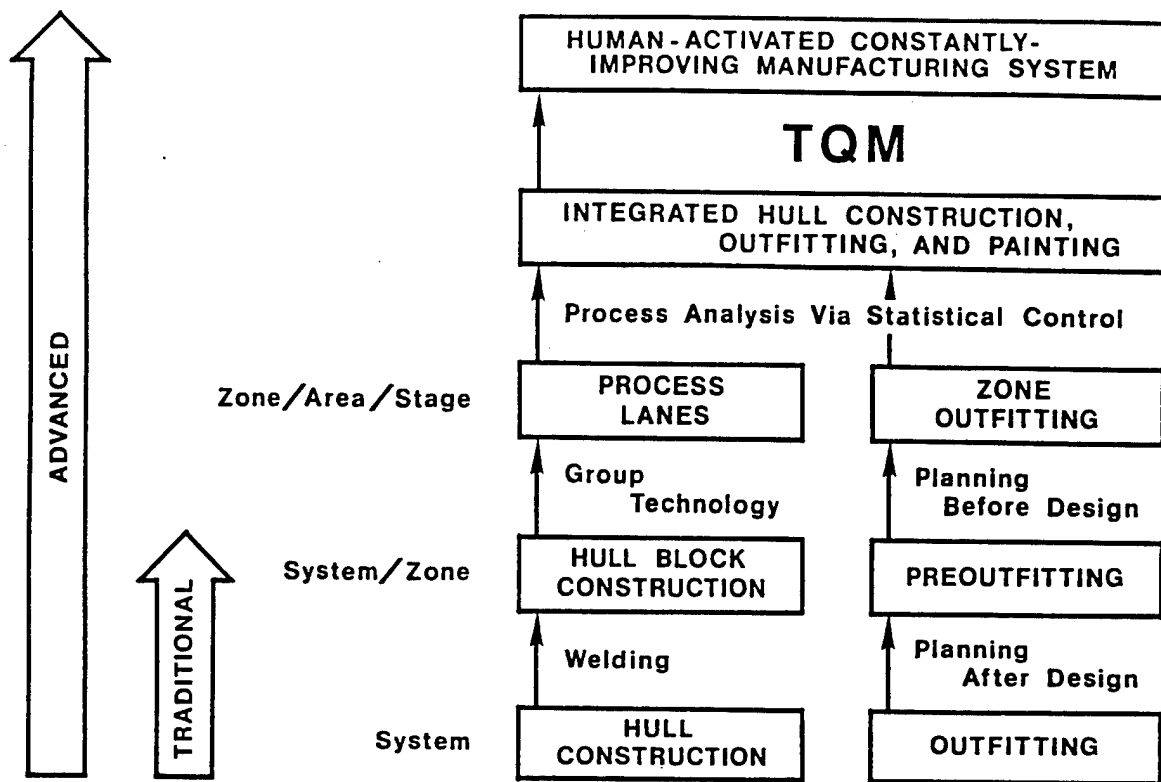 HUMAN-ACTIVATED CONSTANTLY-
IMPROVING MANUFACTURING SYSTEM
TQM
INTEGRATED HULL CONSTRUCTION,
OUTFITTING, AND PAINTING
Process Analysis Via Statistical Control
ADVANCED
Zone/Area/Stage
PROCESS
LANES
ZONE
OUTFITTING
Group
Technology
Planning
Before Design
TRADITIONAL
System/Zone
HULL BLOCK
CONSTRUCTION
PREOUTFITTING
Welding
Planning
After Design
System
HULL
CONSTRUCTION
OUTFITTING